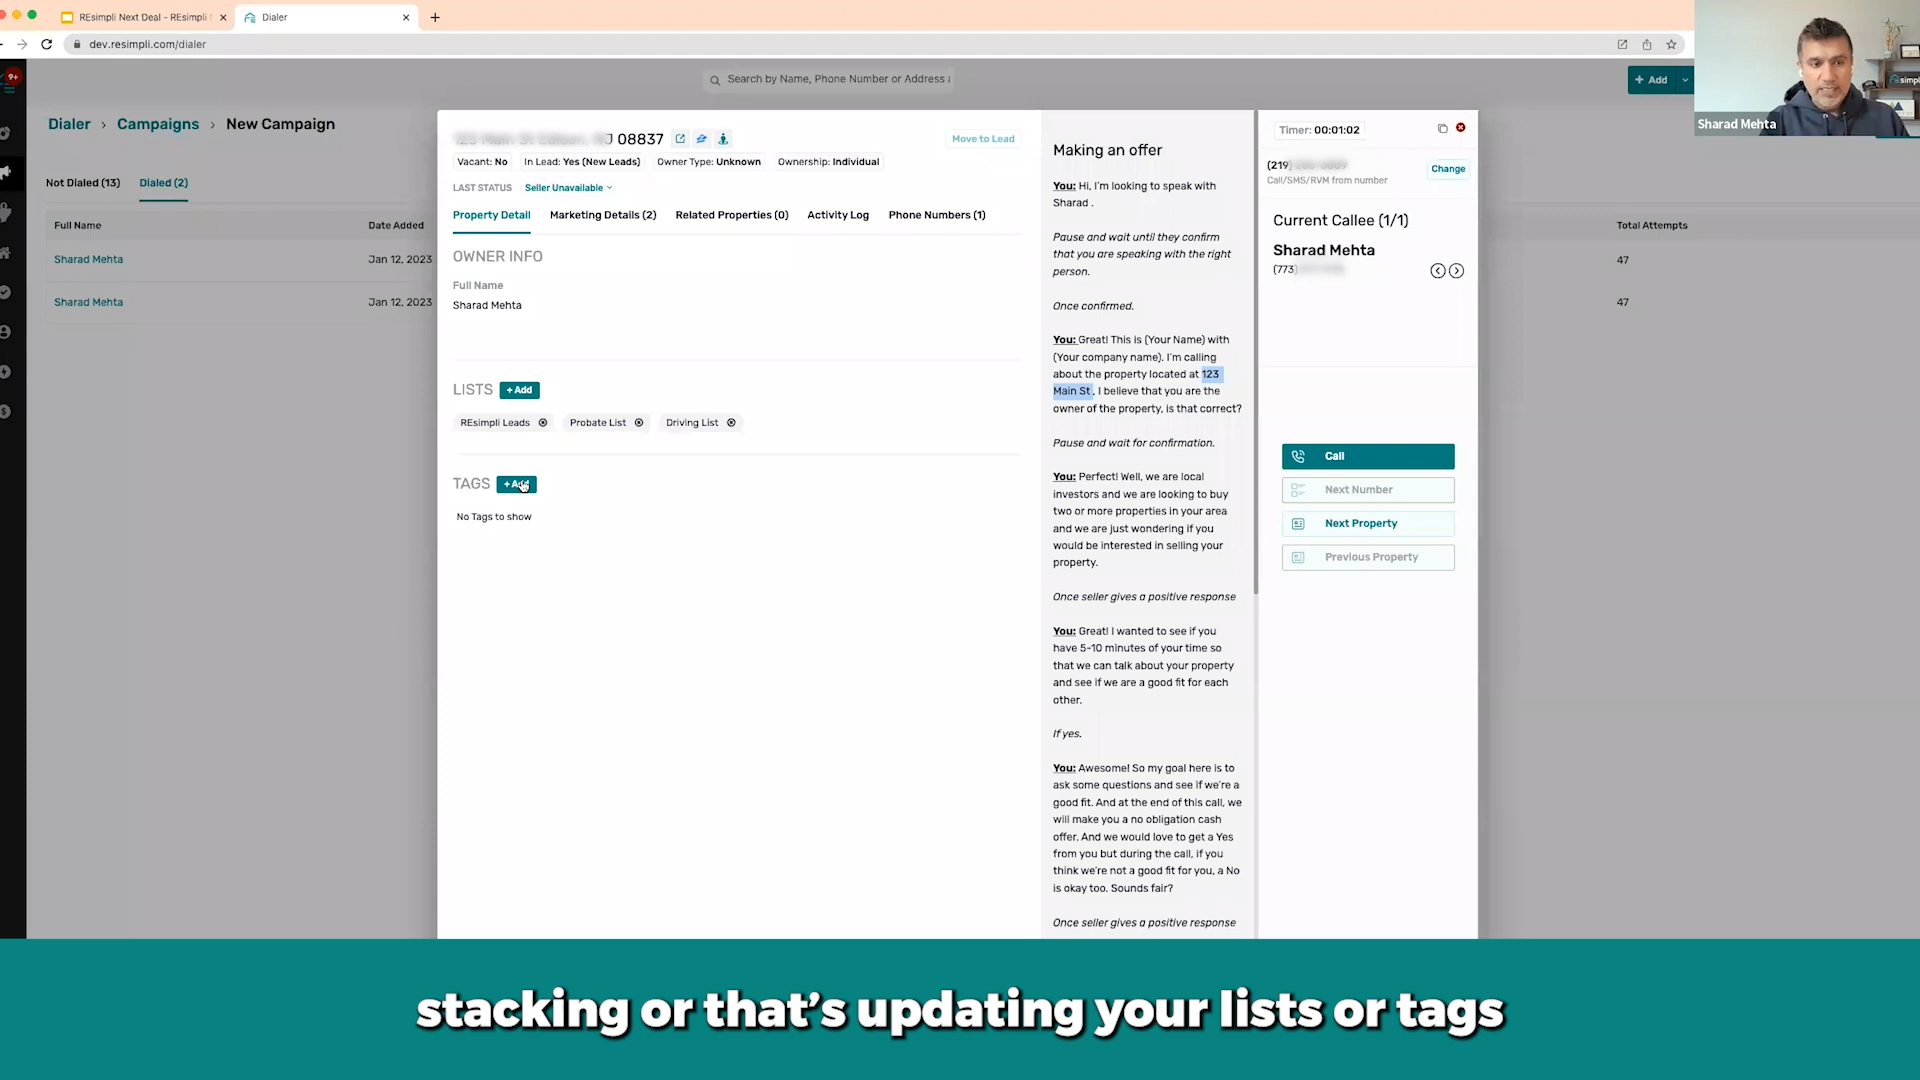 REsimpli Next Deal - REsimpli
Dialer
dev.resimpli.com/dialer
9+
Search by Name, Phone Number or Address
+ Add
simpli
Sharad Mehta
Dialer > Campaigns > New Campaign
Not Dialed (13)
Dialed (2)
Full Name
Date Added
Total Attempts
Sharad Mehta
Jan 12, 2023
47
Sharad Mehta
Jan 12, 2023
47
123 Main St Edison, NJ 08837
Move to Lead
Vacant: No
In Lead: Yes (New Leads)
Owner Type: Unknown
Ownership: Individual
LAST STATUS
Seller Unavailable
Property Detail
Marketing Details (2)
Related Properties (0)
Activity Log
Phone Numbers (1)
OWNER INFO
Full Name
Sharad Mehta
LISTS
+ Add
REsimpli Leads
Probate List
Driving List
TAGS
+ Add
No Tags to show
Making an offer
You: Hi, I'm looking to speak with
Sharad .
Pause and wait until they confirm
that you are speaking with the right
person.
Once confirmed.
You: Great! This is (Your Name) with
(Your company name). I'm calling
about the property located at 123
Main St , I believe that you are the
owner of the property, is that correct?
Pause and wait for confirmation.
You: Perfect! Well, we are local
investors and we are looking to buy
two or more properties in your area
and we are just wondering if you
would be interested in selling your
property.
Once seller gives a positive response
You: Great! I wanted to see if you
have 5-10 minutes of your time so
that we can talk about your property
and see if we are a good fit for each
other.
If yes.
You: Awesome! So my goal here is to
ask some questions and see if we're a
good fit. And at the end of this call, we
will make you a no obligation cash
offer. And we would love to get a Yes
from you but during the call, if you
think we're not a good fit for you, a No
is okay too. Sounds fair?
Once seller gives a positive response
Timer: 00:01:02
(219)
Call/SMS/RVM from number
Change
Current Callee (1/1)
Sharad Mehta
(773)
Call
Next Number
Next Property
Previous Property
stacking or that's updating your lists or tags